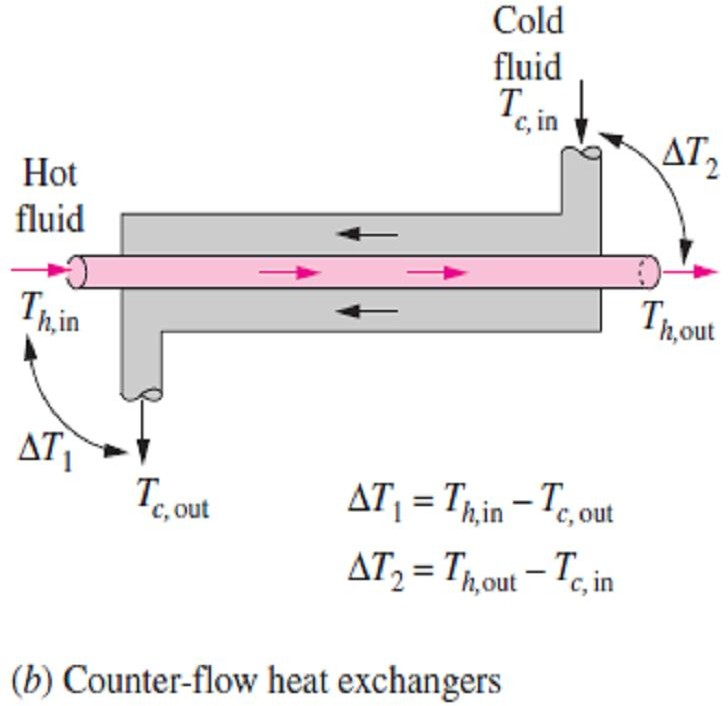 Cold
fluid
T_c, in
ΔT_2
Hot
fluid
T_h,in
T_h,out
ΔT_1
T_c, out
ΔT_1 = T_h,in − T_c, out
ΔT_2 = T_h,out − T_c, in
(b) Counter-flow heat exchangers